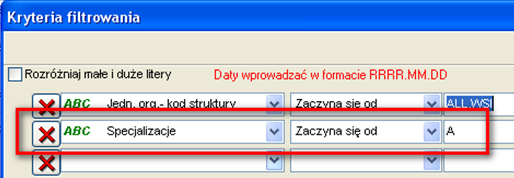 Kryteria filtrowania
Rozróżniaj małe i duże litery Daty wprowadzać w formacie RRRR.MM.DD
ABC Jedn. org.- kod struktury Zaczyna się od ALL.WSI
ABC Specjalizacje Zaczyna się od A